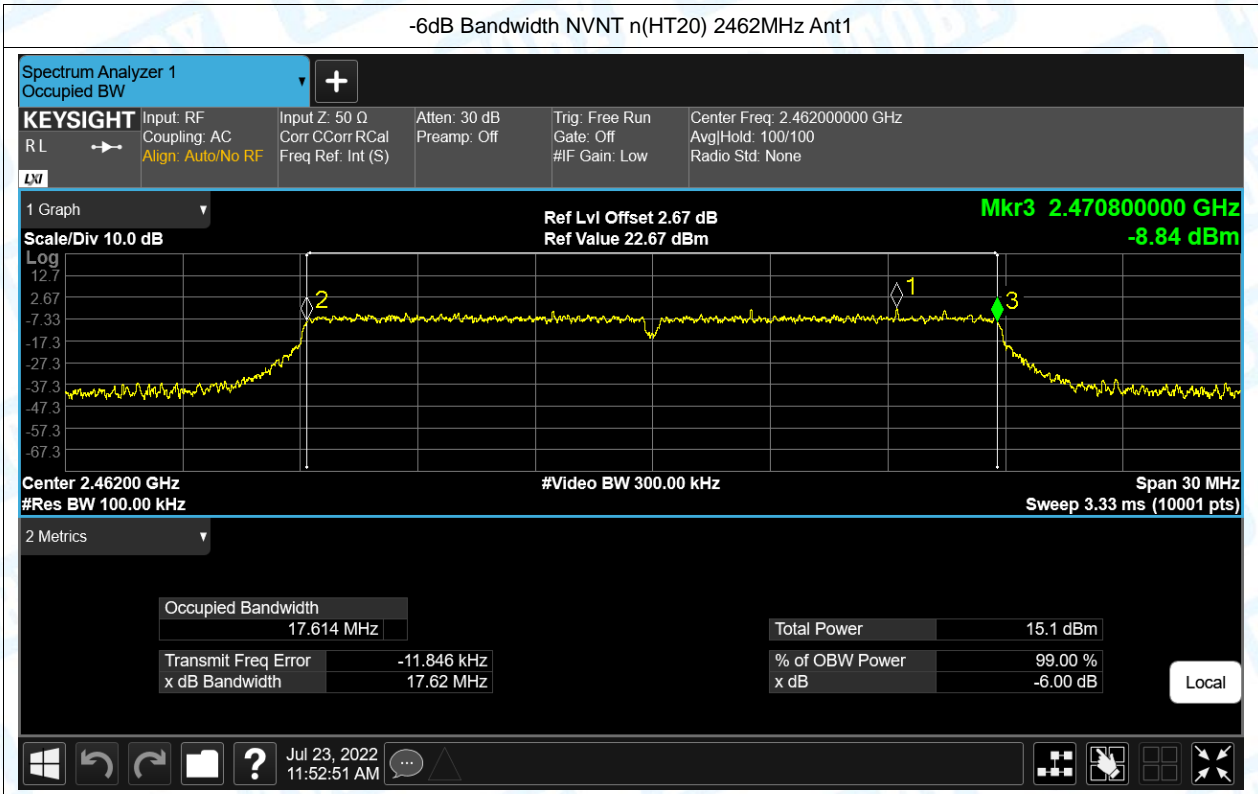 -6dB Bandwidth NVNT n(HT20) 2462MHz Ant1
Spectrum Analyzer 1
Occupied BW
KEYSIGHT
R L
LXI
Input: RF
Coupling: AC
Align: Auto/No RF
Input Z: 50 Ω
Corr CCorr RCal
Freq Ref: Int (S)
Atten: 30 dB
Preamp: Off
Trig: Free Run
Gate: Off
#IF Gain: Low
Center Freq: 2.462000000 GHz
Avg|Hold: 100/100
Radio Std: None
1 Graph
Scale/Div 10.0 dB
Ref Lvl Offset 2.67 dB
Ref Value 22.67 dBm
Mkr3 2.470800000 GHz
-8.84 dBm
Log
12.7
2.67
-7.33
-17.3
-27.3
-37.3
-47.3
-57.3
-67.3
2
1
3
Center 2.46200 GHz
#Res BW 100.00 kHz
#Video BW 300.00 kHz
Span 30 MHz
Sweep 3.33 ms (10001 pts)
2 Metrics
Occupied Bandwidth
17.614 MHz
Transmit Freq Error -11.846 kHz
x dB Bandwidth 17.62 MHz
Total Power 15.1 dBm
% of OBW Power 99.00 %
x dB -6.00 dB
Local
Jul 23, 2022
11:52:51 AM